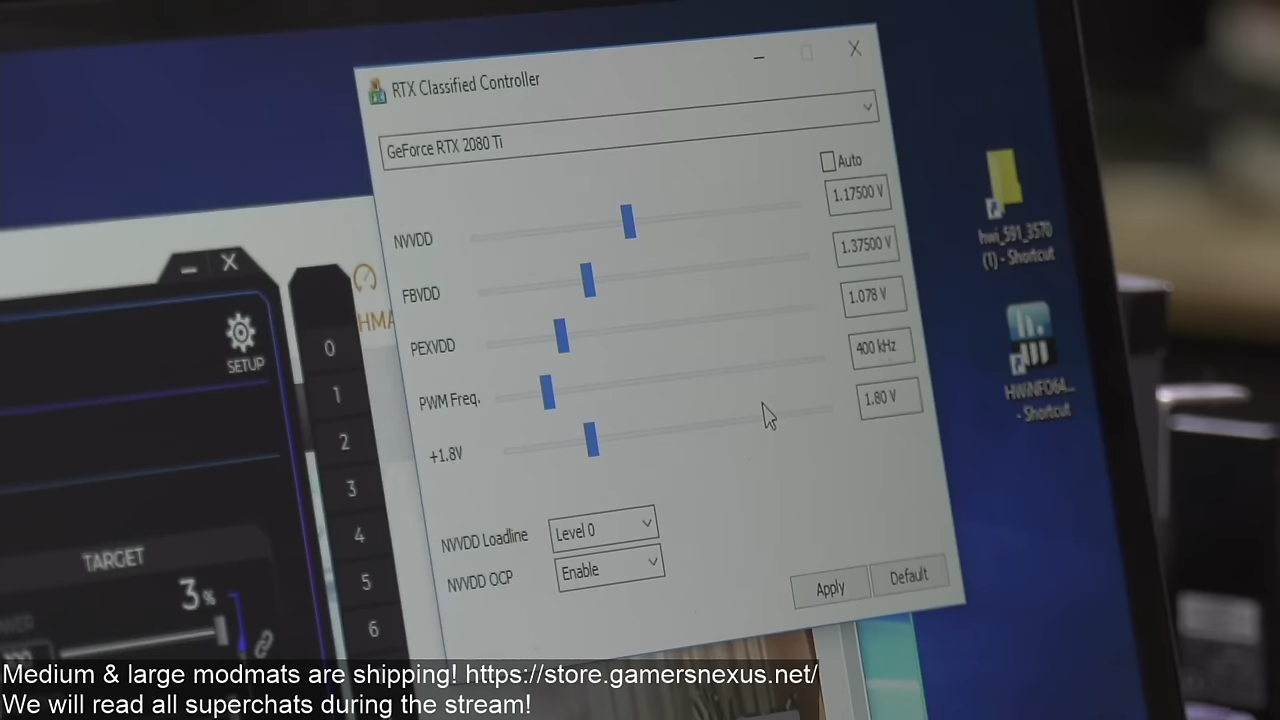 RTX Classified Controller
GeForce RTX 2080 Ti
Auto
NVVDD
1.17500 V
FBVDD
1.37500 V
PEXVDD
1.078 V
PWM Freq.
400 kHz
+1.8V
1.80 V
NVVDD Loadline
Level 0
NVVDD OCP
Enable
Apply
Default
SETUP
0
1
2
3
4
5
6
TARGET
3 %
hwi_591_3570
(1) - Shortcut
HWiNFO64...
- Shortcut
Medium & large modmats are shipping! https://store.gamersnexus.net/
We will read all superchats during the stream!